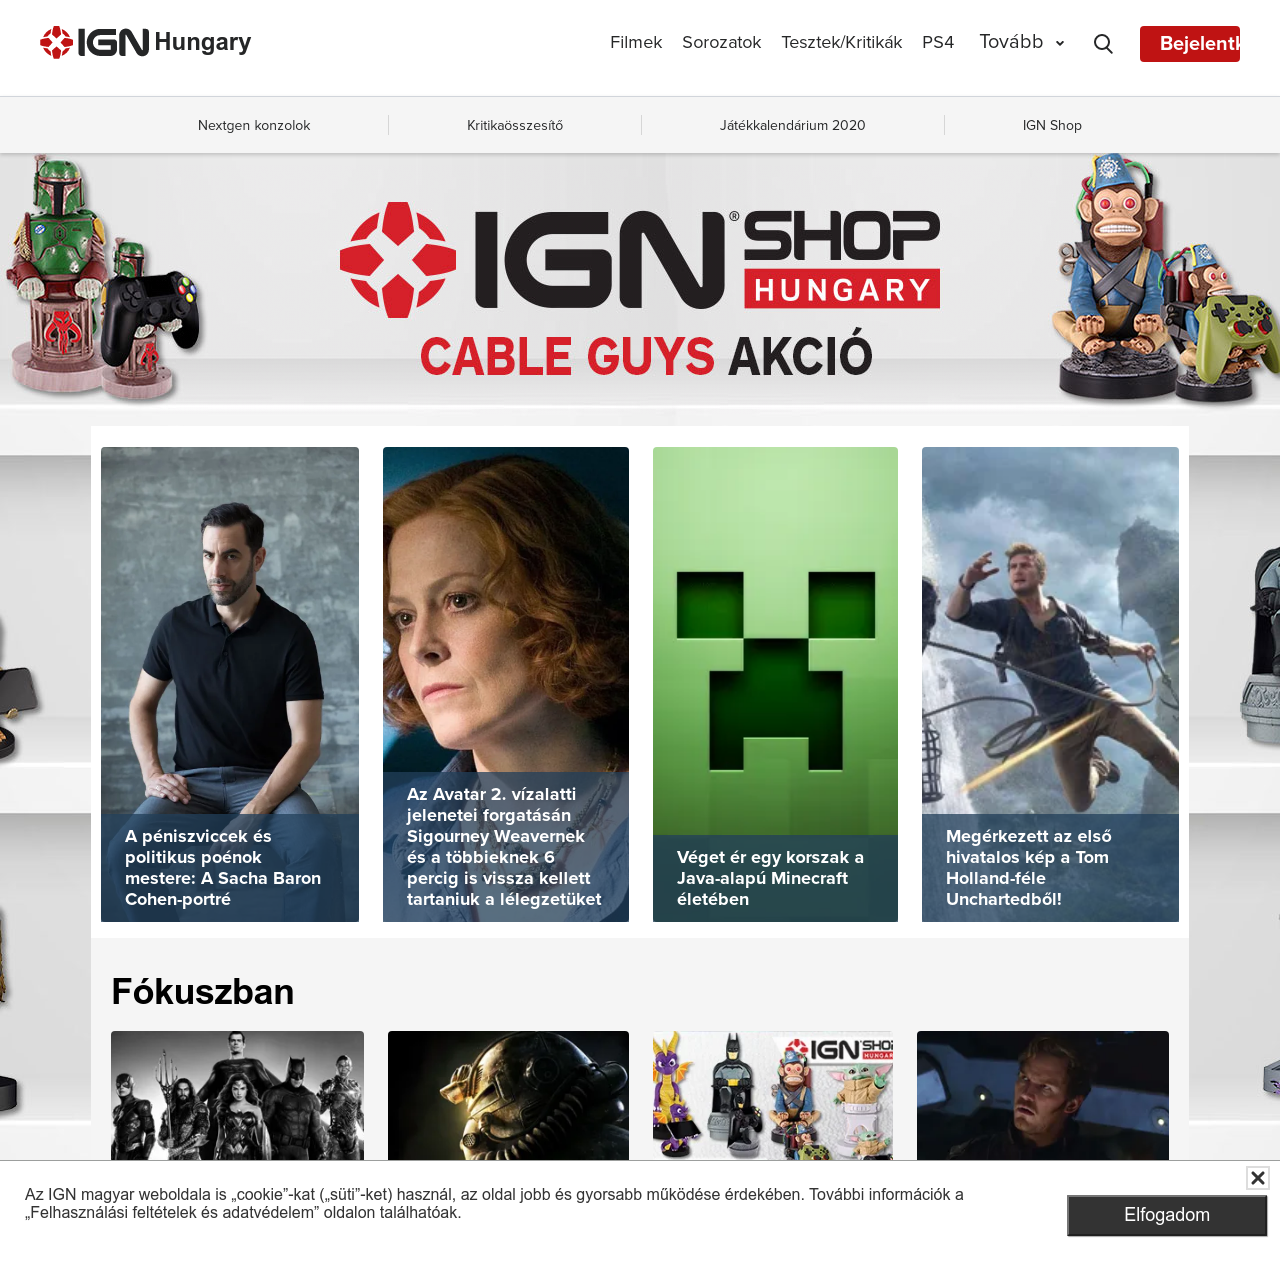 IGN Hungary
Filmek Sorozatok Tesztek/Kritikák PS4 Tovább
Nextgen konzolok Kritikaösszesítő Játékkalendárium 2020 IGN Shop
IGN® SHOP
HUNGARY
CABLE GUYS AKCIÓ
A péniszviccek és
politikus poénok
mestere: A Sacha Baron
Cohen-portré
Az Avatar 2. vízalatti
jelenetei forgatásán
Sigourney Weavernek
és a többieknek 6
percig is vissza kellett
tartaniuk a lélegzetüket
Véget ér egy korszak a
Java-alapú Minecraft
életében
Megérkezett az első
hivatalos kép a Tom
Holland-féle
Unchartedből!
Fókuszban
IGN SHOP
Az IGN magyar weboldala is „cookie”-kat („süti”-ket) használ, az oldal jobb és gyorsabb működése érdekében. További információk a
„Felhasználási feltételek és adatvédelem” oldalon találhatóak.
Elfogadom